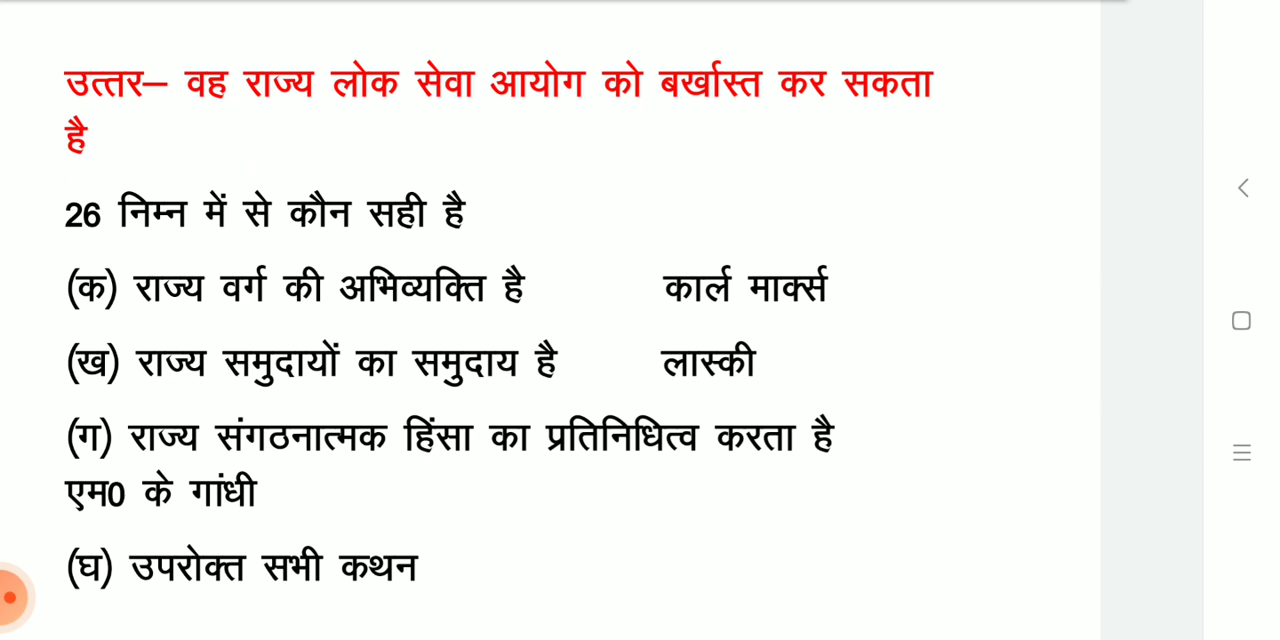 उत्तर– वह राज्य लोक सेवा आयोग को बर्खास्त कर सकता
है
26 निम्न में से कौन सही है
(क) राज्य वर्ग की अभिव्यक्ति है कार्ल मार्क्स
(ख) राज्य समुदायों का समुदाय है लास्की
(ग) राज्य संगठनात्मक हिंसा का प्रतिनिधित्व करता है
एम0 के गांधी
(घ) उपरोक्त सभी कथन